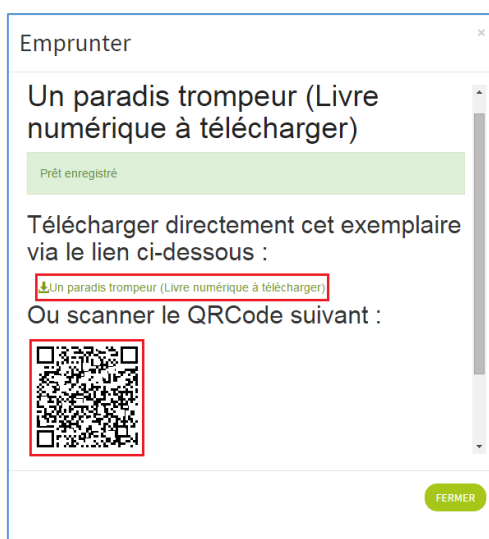 Emprunter
×
Un paradis trompeur (Livre
numérique à télécharger)
Prêt enregistré
Télécharger directement cet exemplaire
via le lien ci-dessous :
Un paradis trompeur (Livre numérique à télécharger)
Ou scanner le QRCode suivant :
FERMER